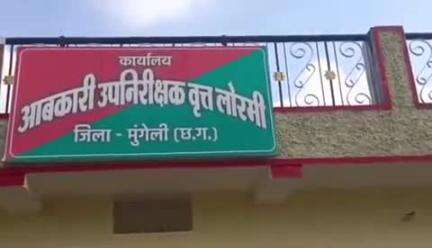 कार्यालय
आबकारी उपनिरीक्षक वृत्त लोरमी
जिला - मुंगेली (छ.ग.)